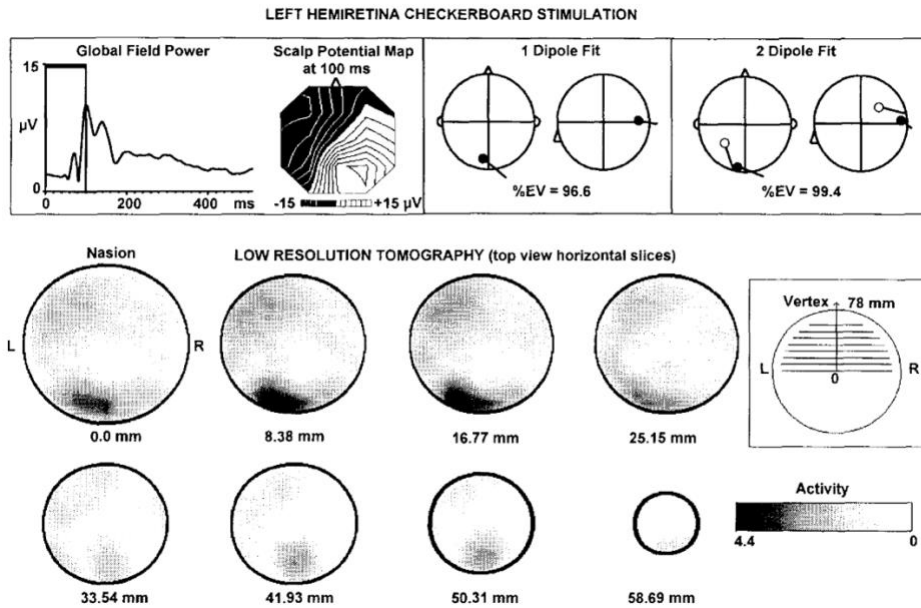 LEFT HEMIRETINA CHECKERBOARD STIMULATION
Global Field Power
15
μV
0
0 200 400 ms
Scalp Potential Map
at 100 ms
-15 +15 μV
1 Dipole Fit
%EV = 96.6
2 Dipole Fit
%EV = 99.4
Nasion
LOW RESOLUTION TOMOGRAPHY (top view horizontal slices)
L R
0.0 mm 8.38 mm 16.77 mm 25.15 mm
Vertex 78 mm
L R
0
33.54 mm 41.93 mm 50.31 mm 58.69 mm
Activity
4.4 0